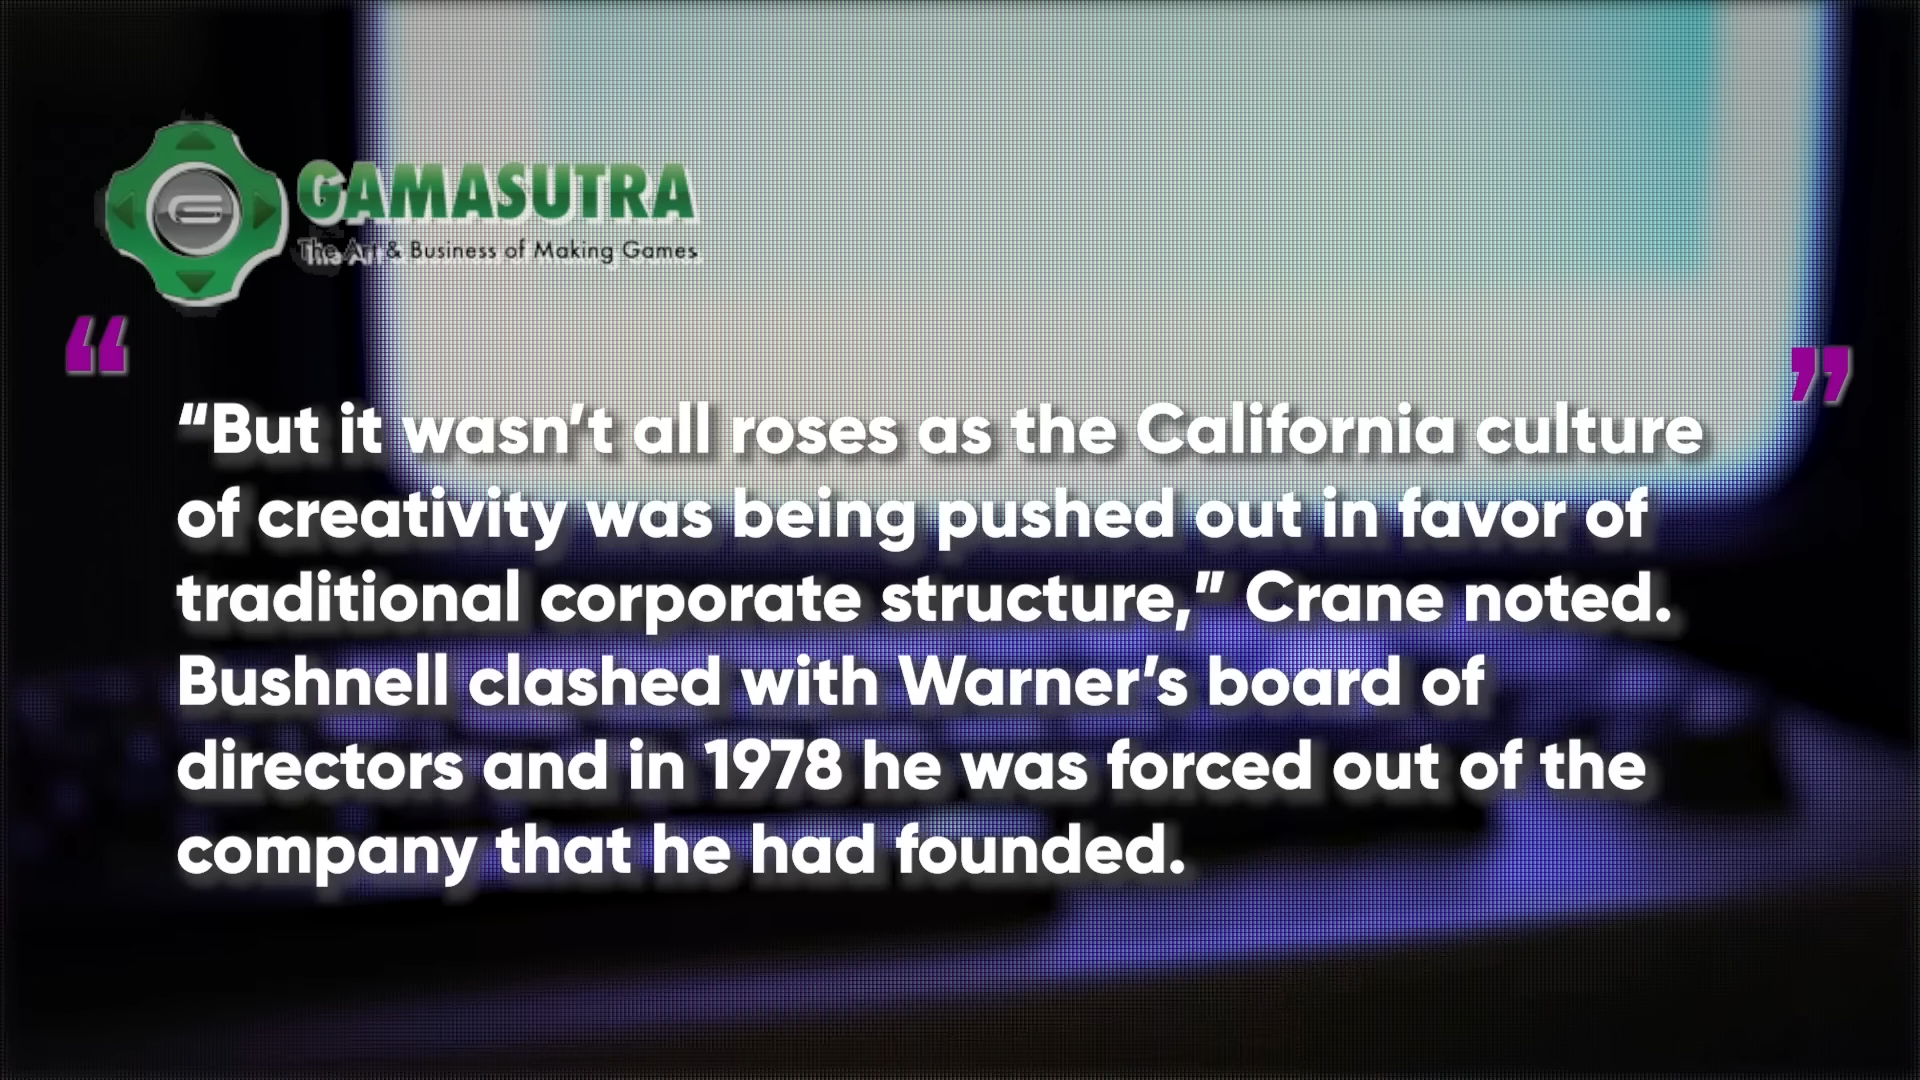 GAMASUTRA
The Art & Business of Making Games
“
”
“But it wasn’t all roses as the California culture
of creativity was being pushed out in favor of
traditional corporate structure,” Crane noted.
Bushnell clashed with Warner’s board of
directors and in 1978 he was forced out of the
company that he had founded.